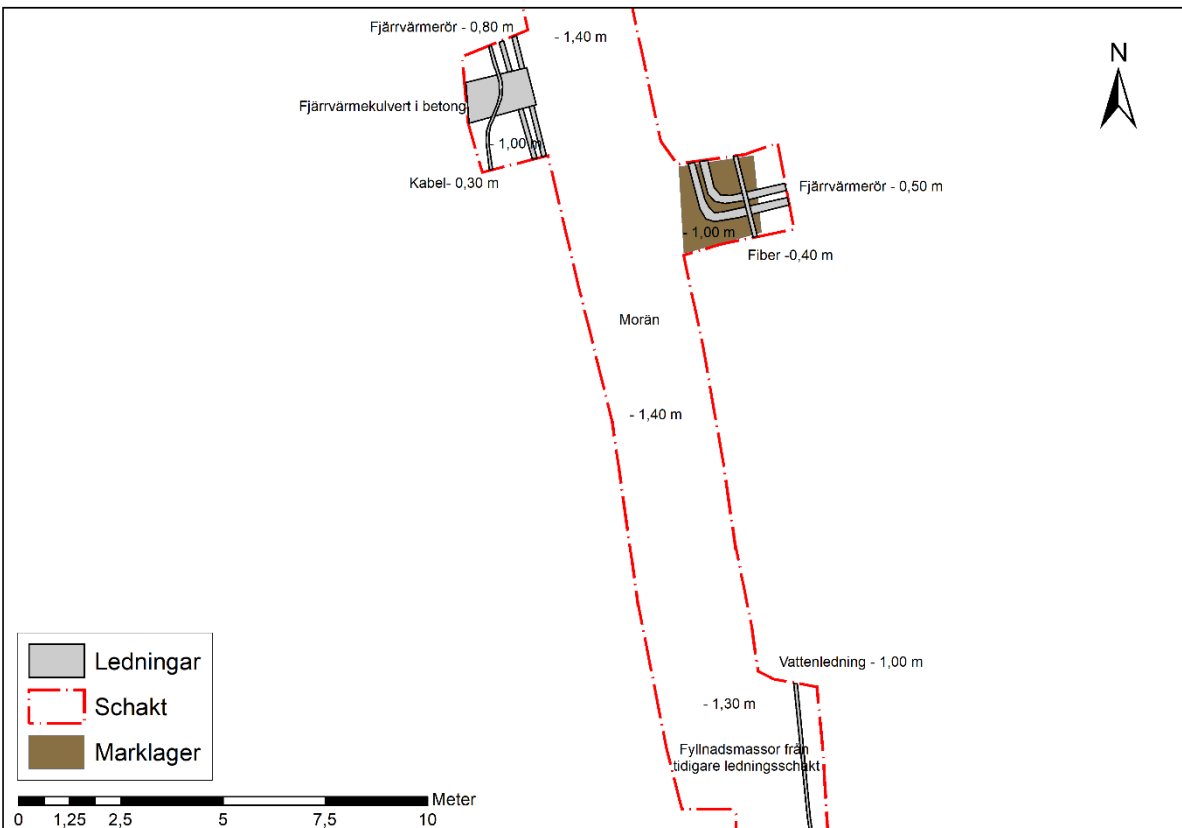 Fjärrvärmerör - 0,80 m
- 1,40 m
N
Fjärrvärmekulvert i betong
- 1,00 m
Kabel- 0,30 m
Fjärrvärmerör - 0,50 m
- 1,00 m
Fiber -0,40 m
Morän
- 1,40 m
Vattenledning - 1,00 m
- 1,30 m
Fyllnadsmassor från
tidigare ledningsschakt
Ledningar
Schakt
Marklager
Meter
0 1,25 2,5 5 7,5 10